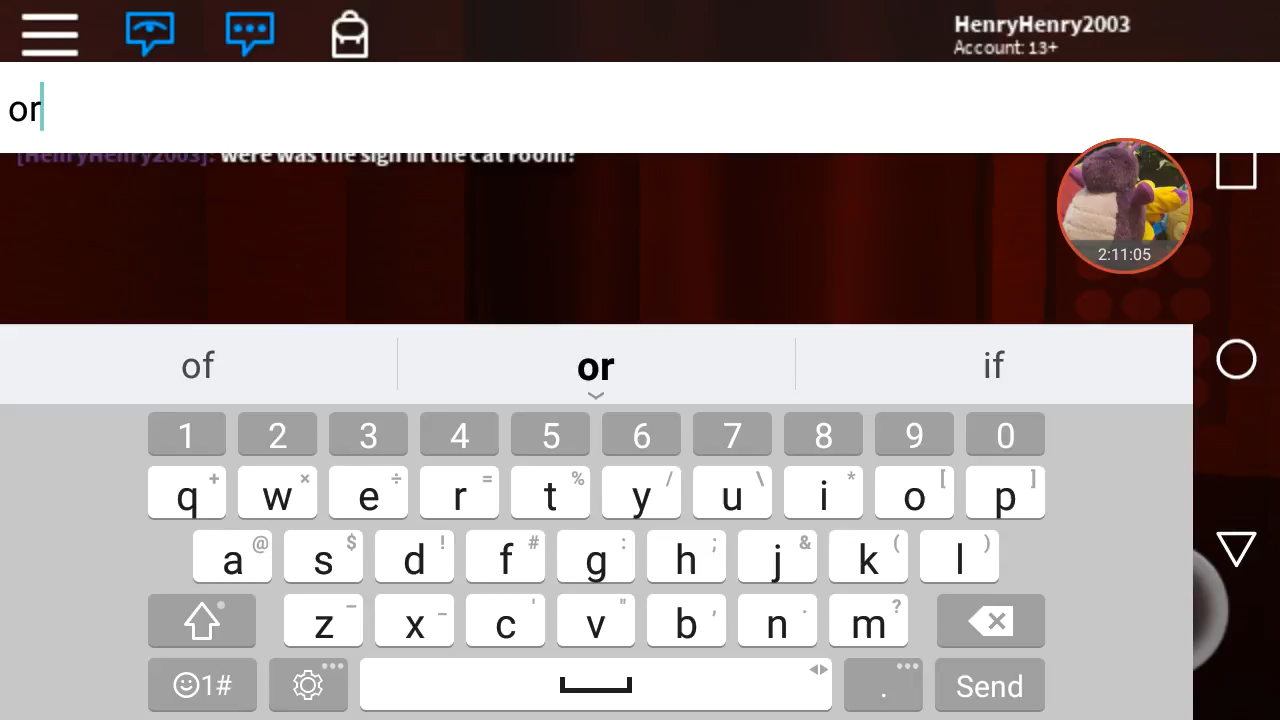 HenryHenry2003
Account: 13+
or
[HenryHenry2003]: were was the sign in the cat room?
2:11:05
of or if
1 2 3 4 5 6 7 8 9 0
q + w × e ÷ r = t % y / u \ i * o [ p ]
a @ s $ d ! f # g : h ; j & k ( l )
z – x _ c ' v " b , n . m ?
1# . Send